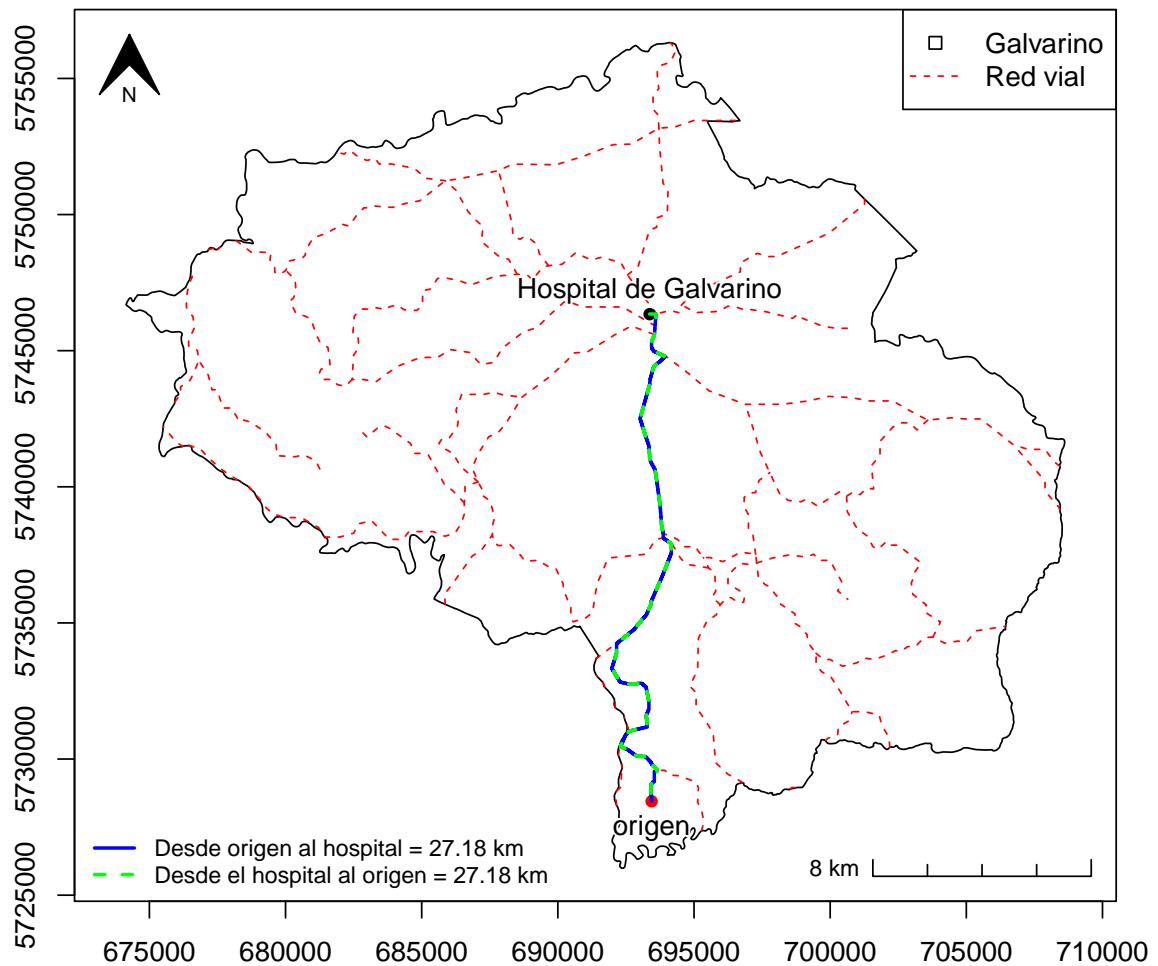 N
Galvarino
Red vial
Hospital de Galvarino
origen
Desde origen al hospital = 27.18 km
Desde el hospital al origen = 27.18 km
8 km
5755000
5750000
5745000
5740000
5735000
5730000
5725000
675000 680000 685000 690000 695000 700000 705000 710000